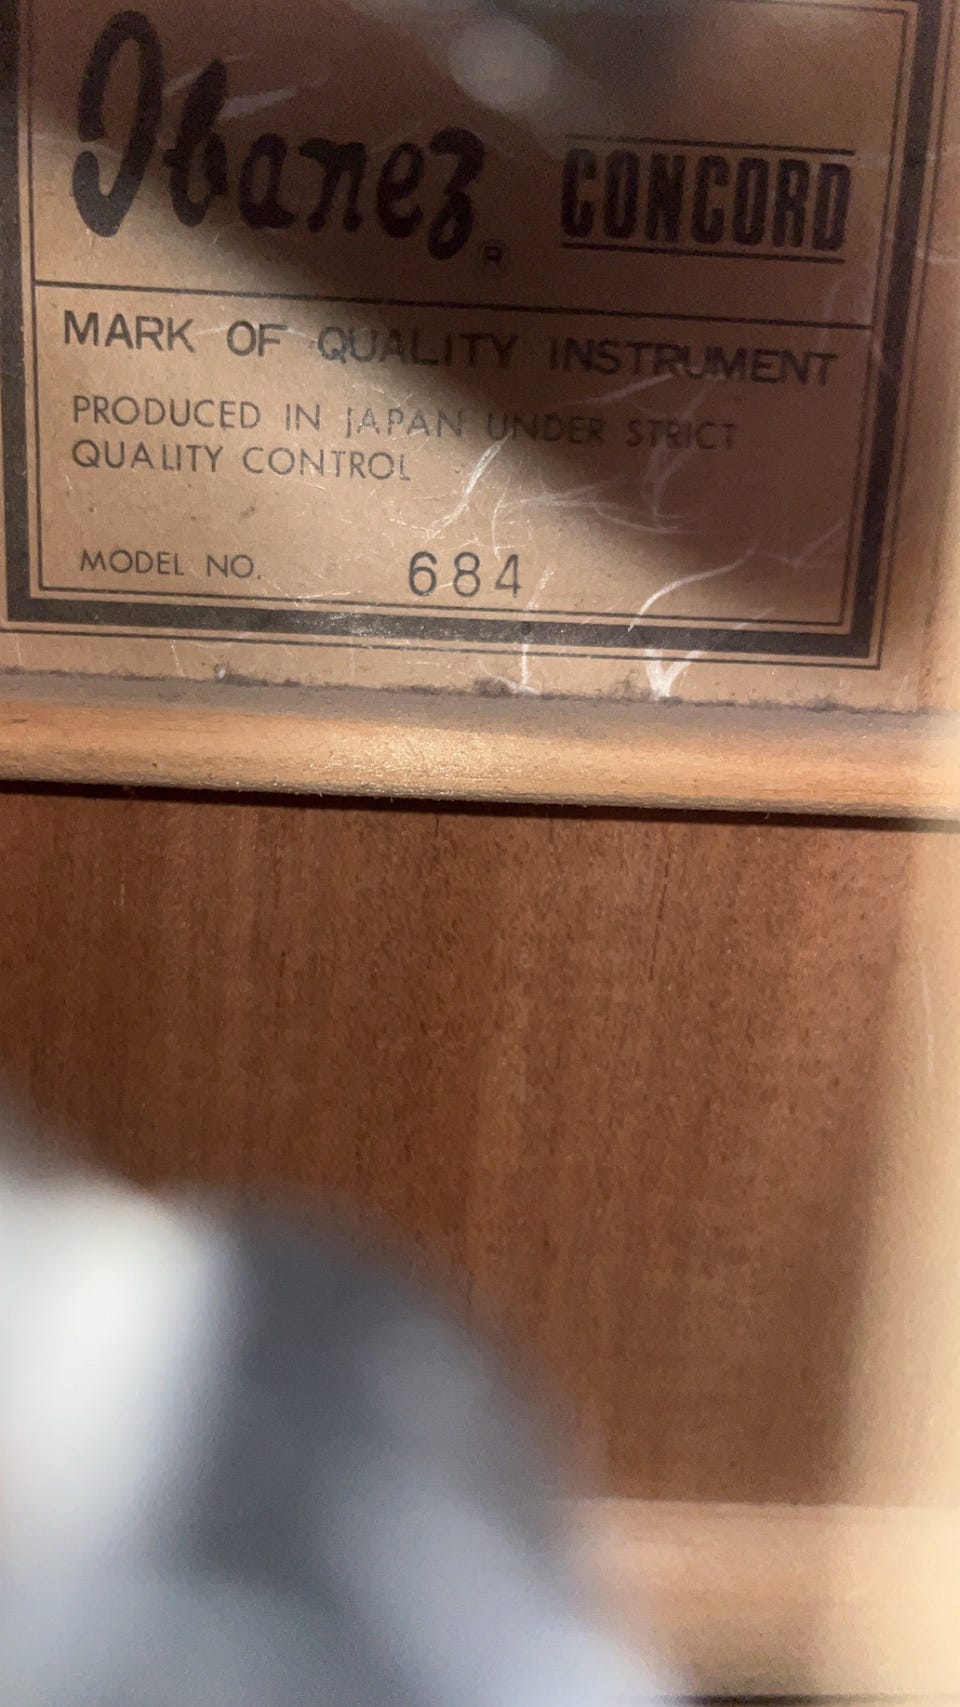 Ibanez® CONCORD
MARK OF QUALITY INSTRUMENT
PRODUCED IN JAPAN UNDER STRICT
QUALITY CONTROL
MODEL NO. 684